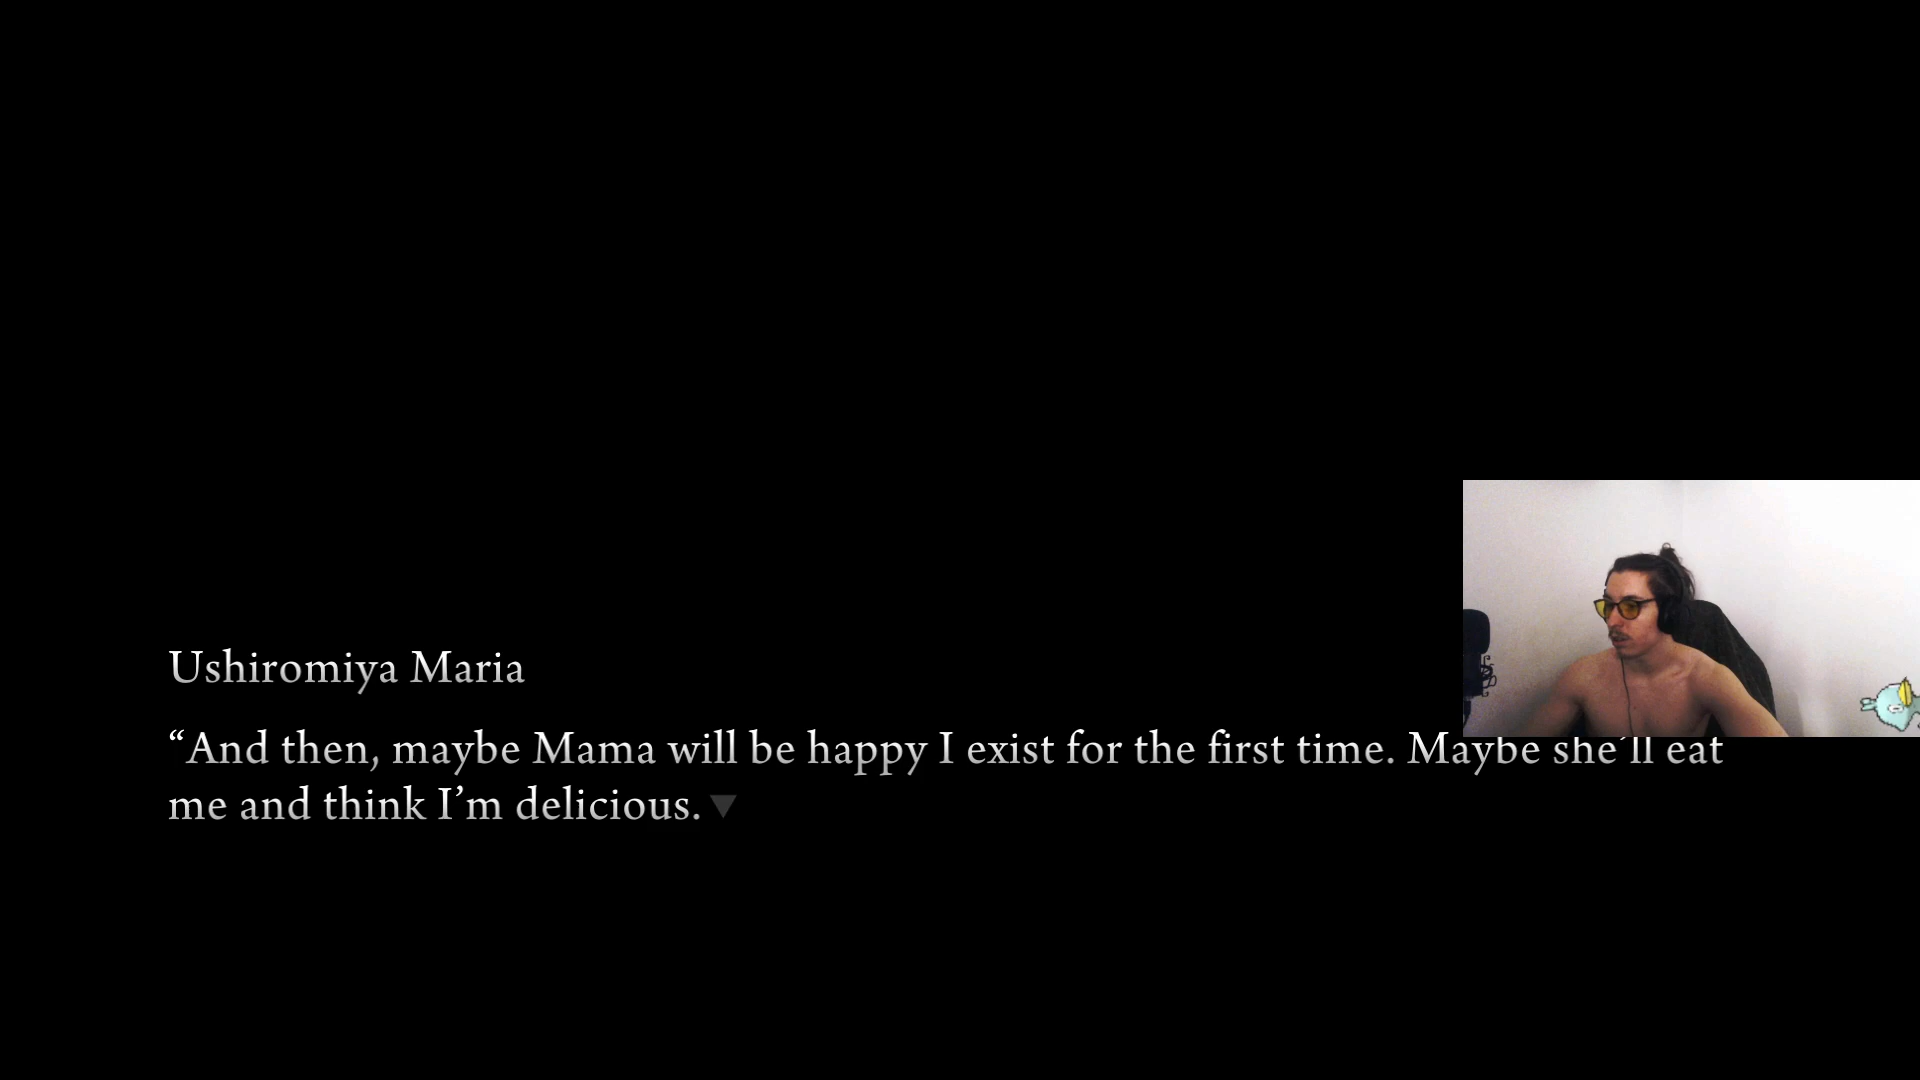 Ushiromiya Maria
“And then, maybe Mama will be happy I exist for the first time. Maybe she’ll eat
me and think I’m delicious.